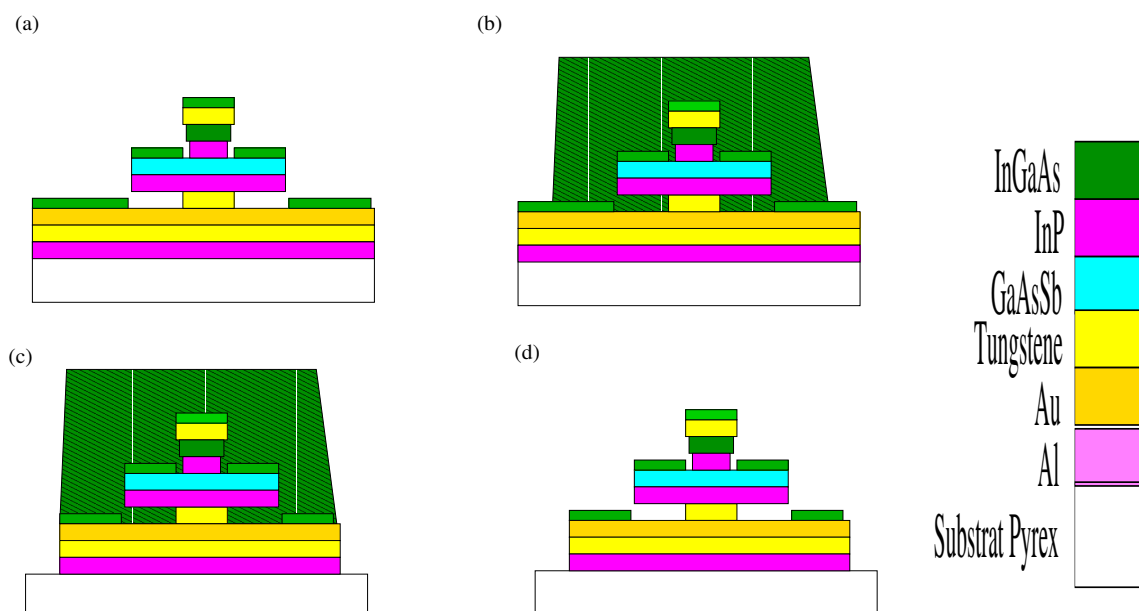 (a)
(b)
(c)
(d)
InGaAs
InP
GaAsSb
Tungstene
Au
Al
Substrat Pyrex